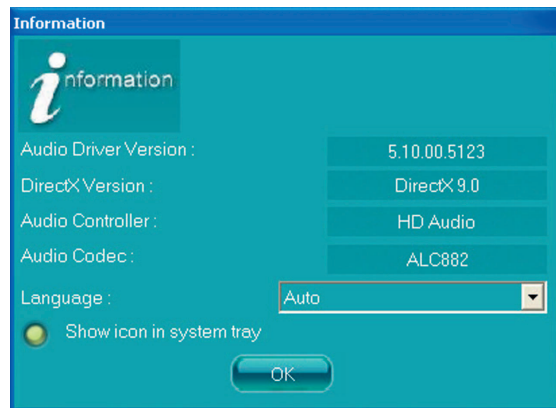 Information
information
Audio Driver Version : 5.10.00.5123
DirectX Version : DirectX 9.0
Audio Controller : HD Audio
Audio Codec : ALC882
Language : Auto
Show icon in system tray
OK